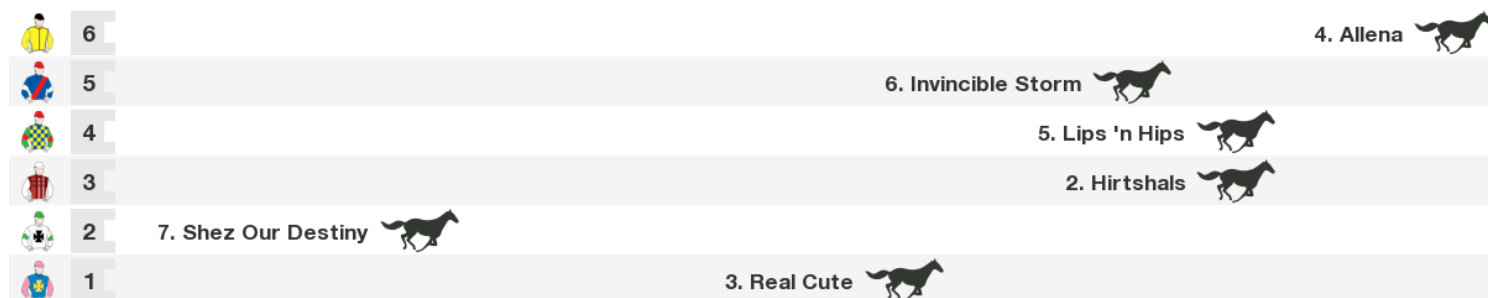 6 4. Allena
5 6. Invincible Storm
4 5. Lips 'n Hips
3 2. Hirtshals
2 7. Shez Our Destiny
1 3. Real Cute